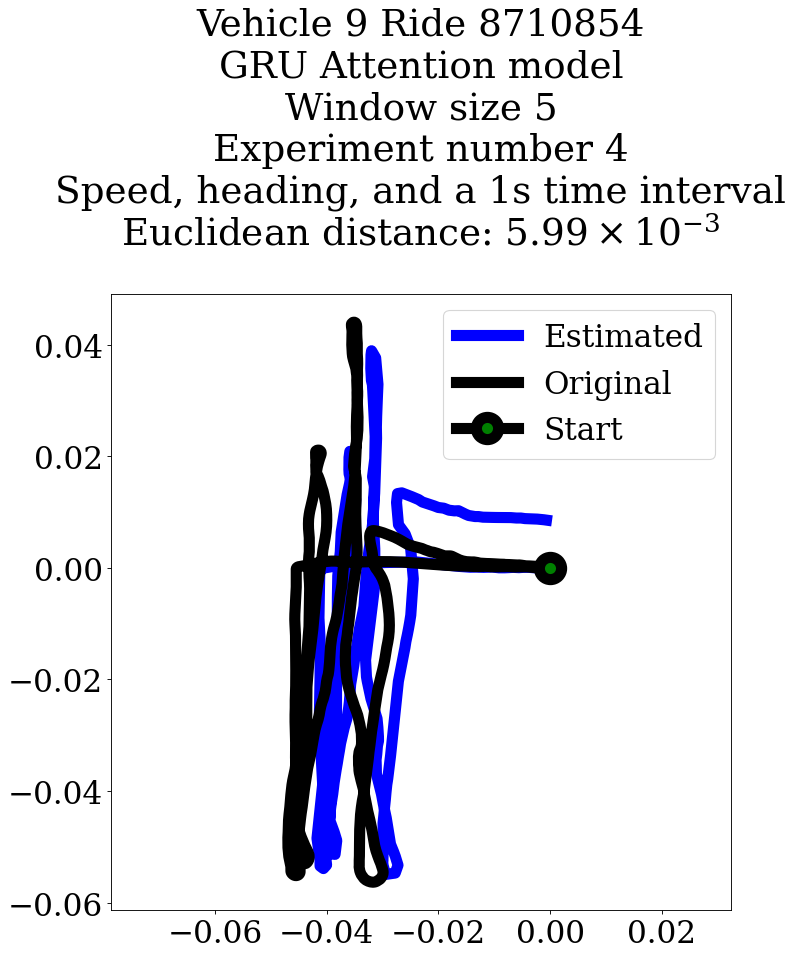 Vehicle 9 Ride 8710854
GRU Attention model
Window size 5
Experiment number 4
Speed, heading, and a 1s time interval
Euclidean distance: 5.99 × 10⁻³
Estimated
Original
Start
0.04
0.02
0.00
−0.02
−0.04
−0.06
−0.06 −0.04 −0.02 0.00 0.02